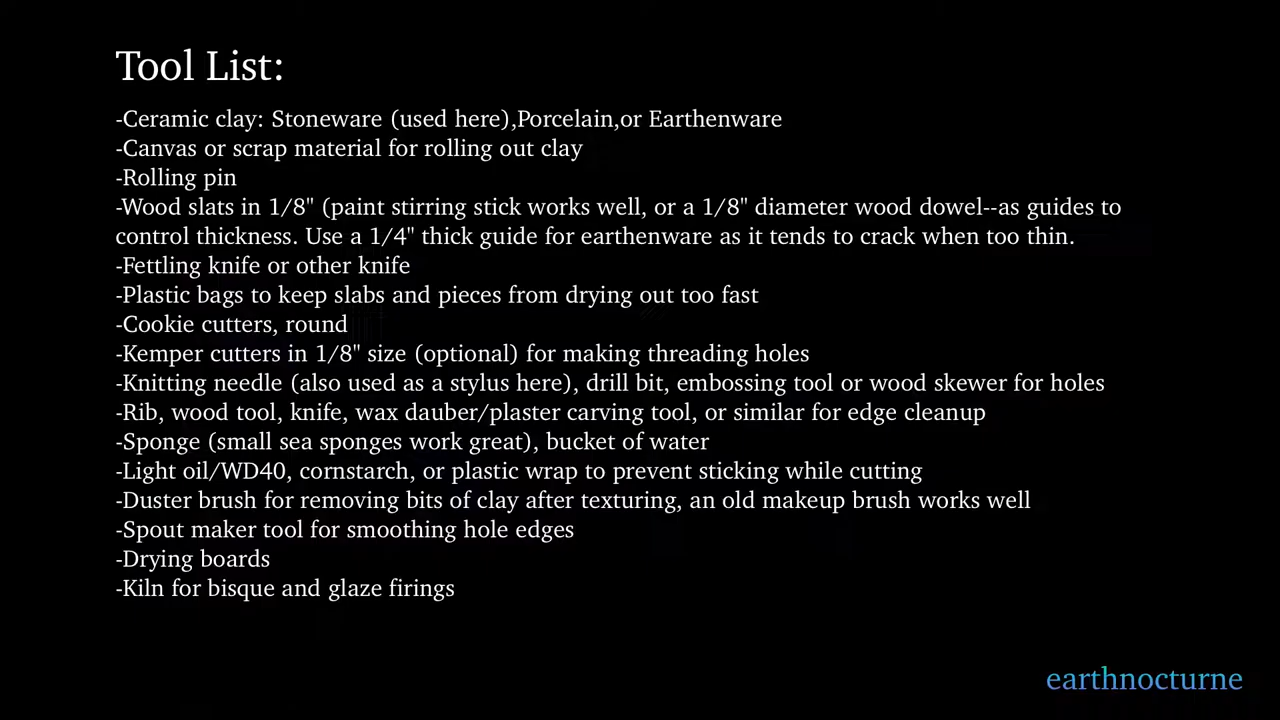 Tool List:
-Ceramic clay: Stoneware (used here),Porcelain,or Earthenware
-Canvas or scrap material for rolling out clay
-Rolling pin
-Wood slats in 1/8" (paint stirring stick works well, or a 1/8" diameter wood dowel--as guides to
control thickness. Use a 1/4" thick guide for earthenware as it tends to crack when too thin.
-Fettling knife or other knife
-Plastic bags to keep slabs and pieces from drying out too fast
-Cookie cutters, round
-Kemper cutters in 1/8" size (optional) for making threading holes
-Knitting needle (also used as a stylus here), drill bit, embossing tool or wood skewer for holes
-Rib, wood tool, knife, wax dauber/plaster carving tool, or similar for edge cleanup
-Sponge (small sea sponges work great), bucket of water
-Light oil/WD40, cornstarch, or plastic wrap to prevent sticking while cutting
-Duster brush for removing bits of clay after texturing, an old makeup brush works well
-Spout maker tool for smoothing hole edges
-Drying boards
-Kiln for bisque and glaze firings
earthnocturne